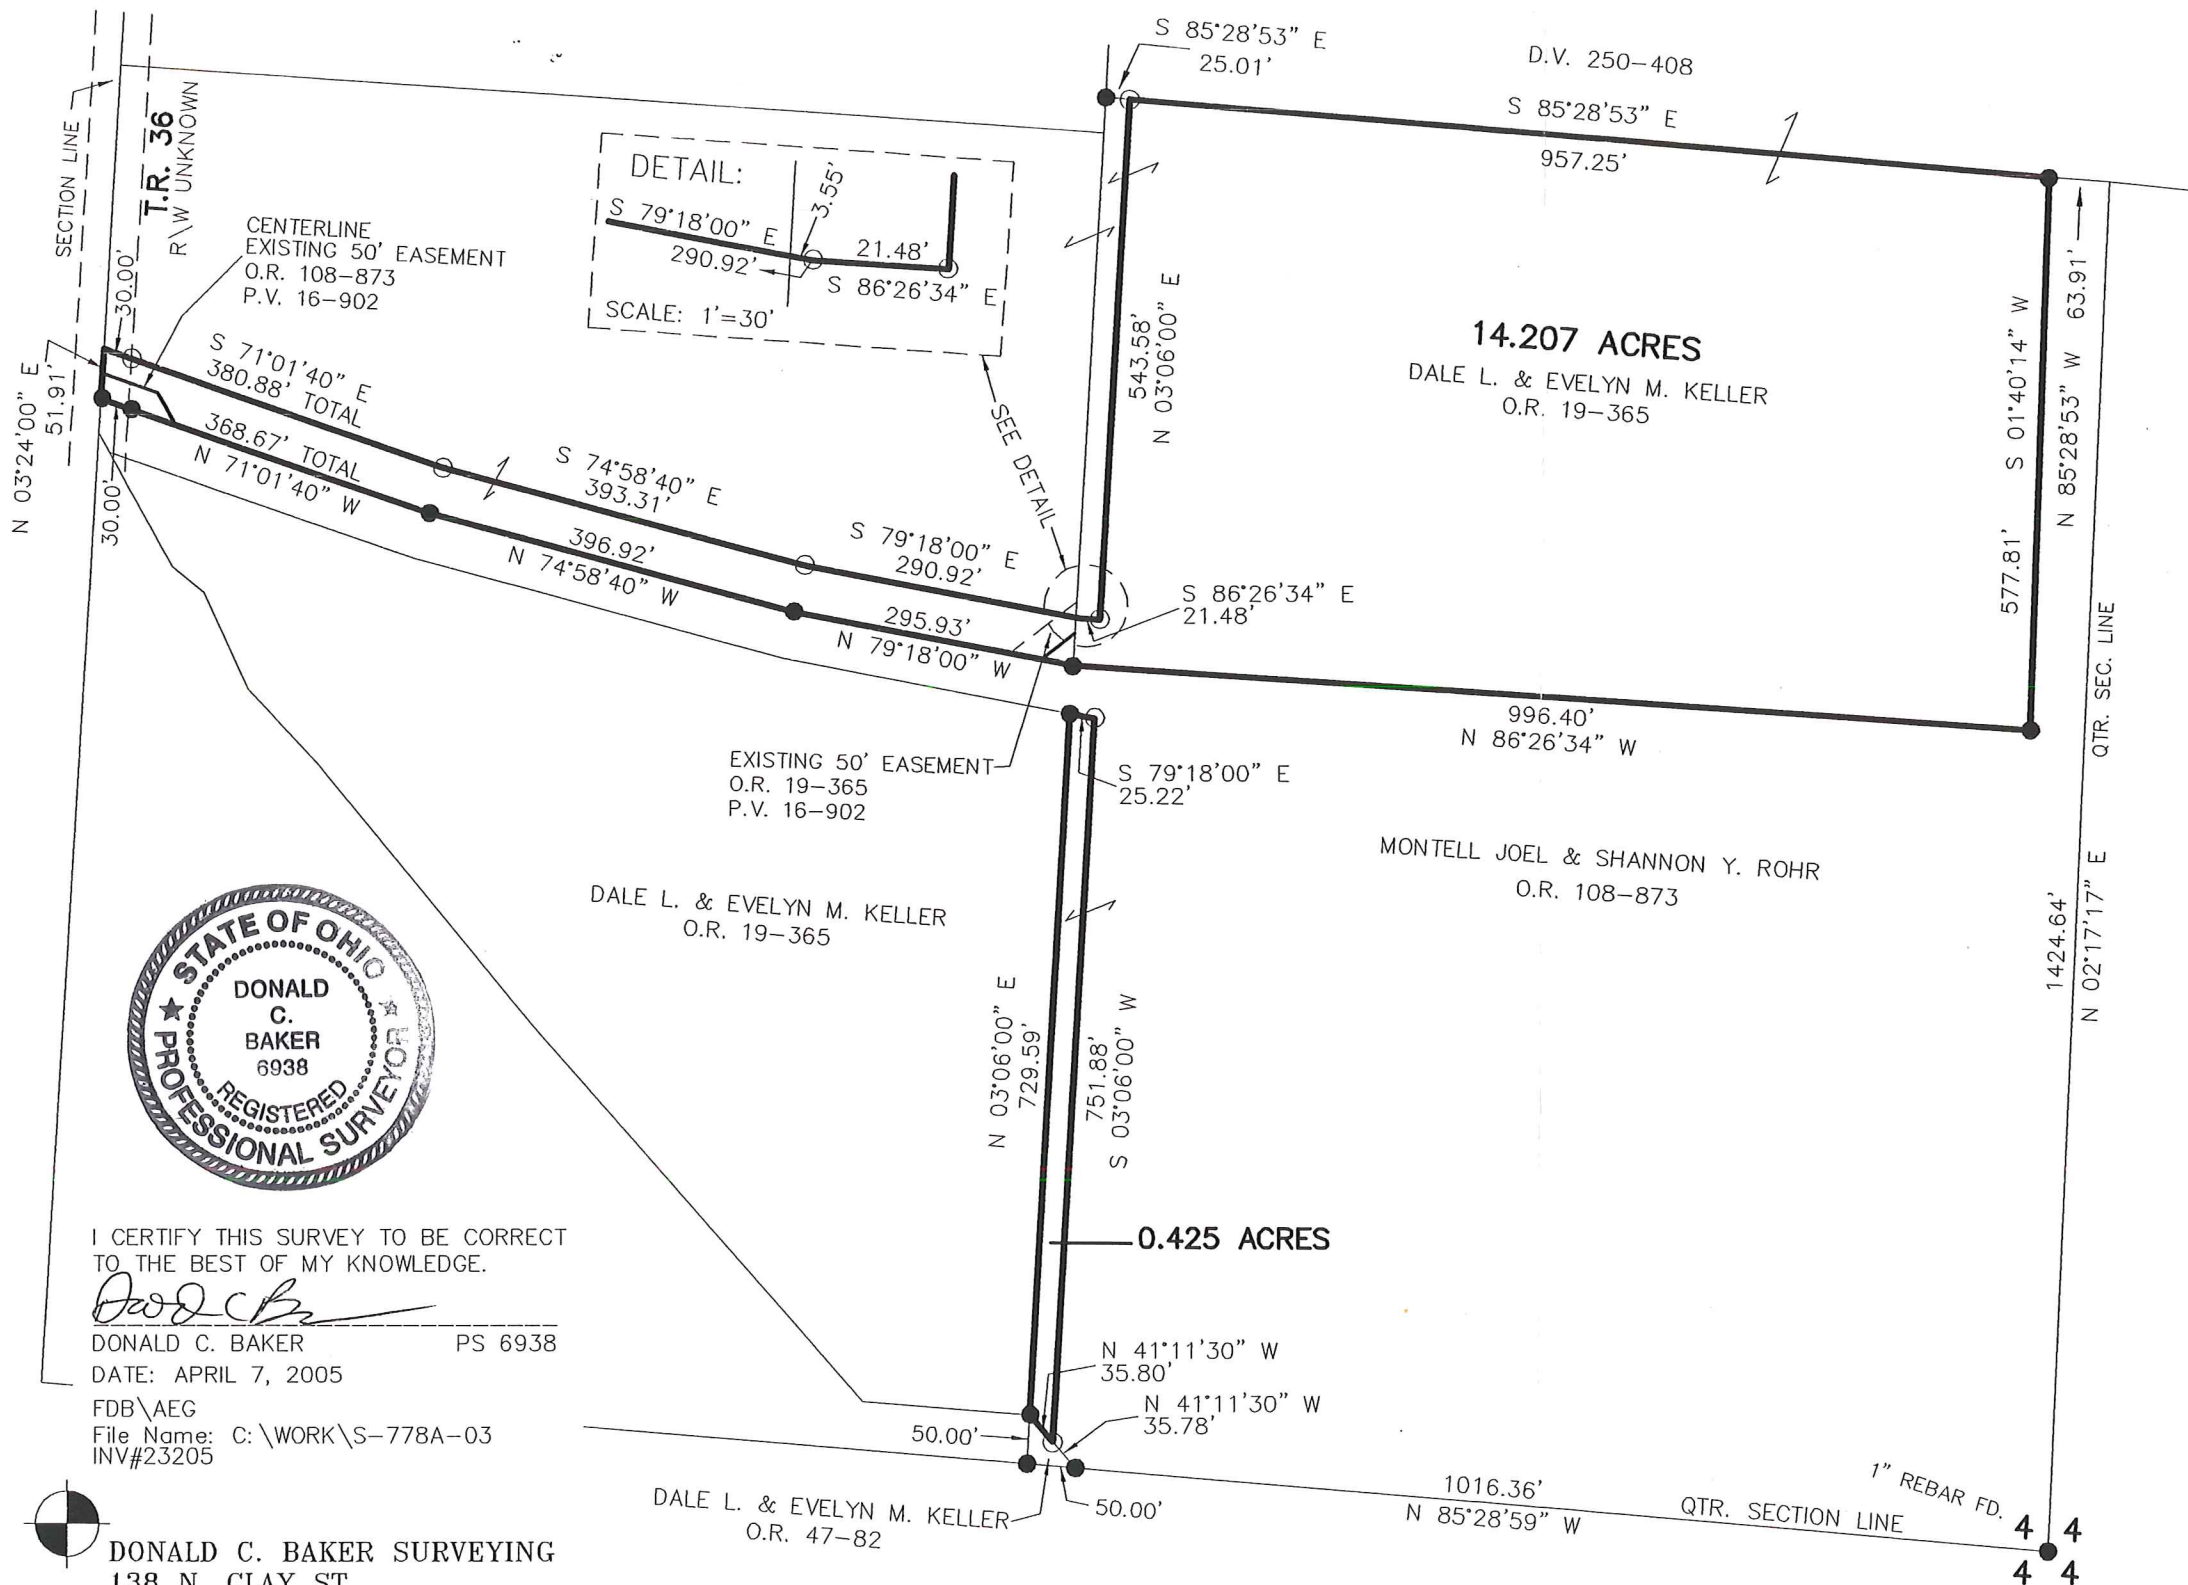 S 85°28'53" E
25.01'
D.V. 250-408
S 85°28'53" E
957.25'
SECTION LINE
T.R. 36
R\W UNKNOWN
CENTERLINE
EXISTING 50' EASEMENT
O.R. 108-873
P.V. 16-902
DETAIL:
S 79°18'00" E
290.92'
3.55'
21.48'
S 86°26'34" E
SCALE: 1'=30'
SEE DETAIL
543.58'
N 03°06'00" E
14.207 ACRES
DALE L. & EVELYN M. KELLER
O.R. 19-365
S 01°40'14" W
577.81'
N 85°28'53" W 63.91'
QTR. SEC. LINE
30.00'
N 03°24'00" E
51.91'
30.00'
S 71°01'40" E
380.88' TOTAL
368.67' TOTAL
N 71°01'40" W
S 74°58'40" E
393.31'
396.92'
N 74°58'40" W
S 79°18'00" E
290.92'
295.93'
N 79°18'00" W
S 86°26'34" E
21.48'
996.40'
N 86°26'34" W
EXISTING 50' EASEMENT
O.R. 19-365
P.V. 16-902
S 79°18'00" E
25.22'
MONTELL JOEL & SHANNON Y. ROHR
O.R. 108-873
DALE L. & EVELYN M. KELLER
O.R. 19-365
N 03°06'00" E
729.59'
751.88'
S 03°06'00" W
1424.64'
N 02°17'17" E
STATE OF OHIO
DONALD
C.
BAKER
6938
REGISTERED
PROFESSIONAL SURVEYOR
0.425 ACRES
I CERTIFY THIS SURVEY TO BE CORRECT
TO THE BEST OF MY KNOWLEDGE.
DONALD C. BAKER PS 6938
DATE: APRIL 7, 2005
FDB\AEG
File Name: C:\WORK\S-778A-03
INV#23205
N 41°11'30" W
35.80'
N 41°11'30" W
35.78'
50.00'
50.00'
DALE L. & EVELYN M. KELLER
O.R. 47-82
1016.36'
N 85°28'59" W
QTR. SECTION LINE
1" REBAR FD.
4 4
4 4
DONALD C. BAKER SURVEYING
138 N. CLAY ST.